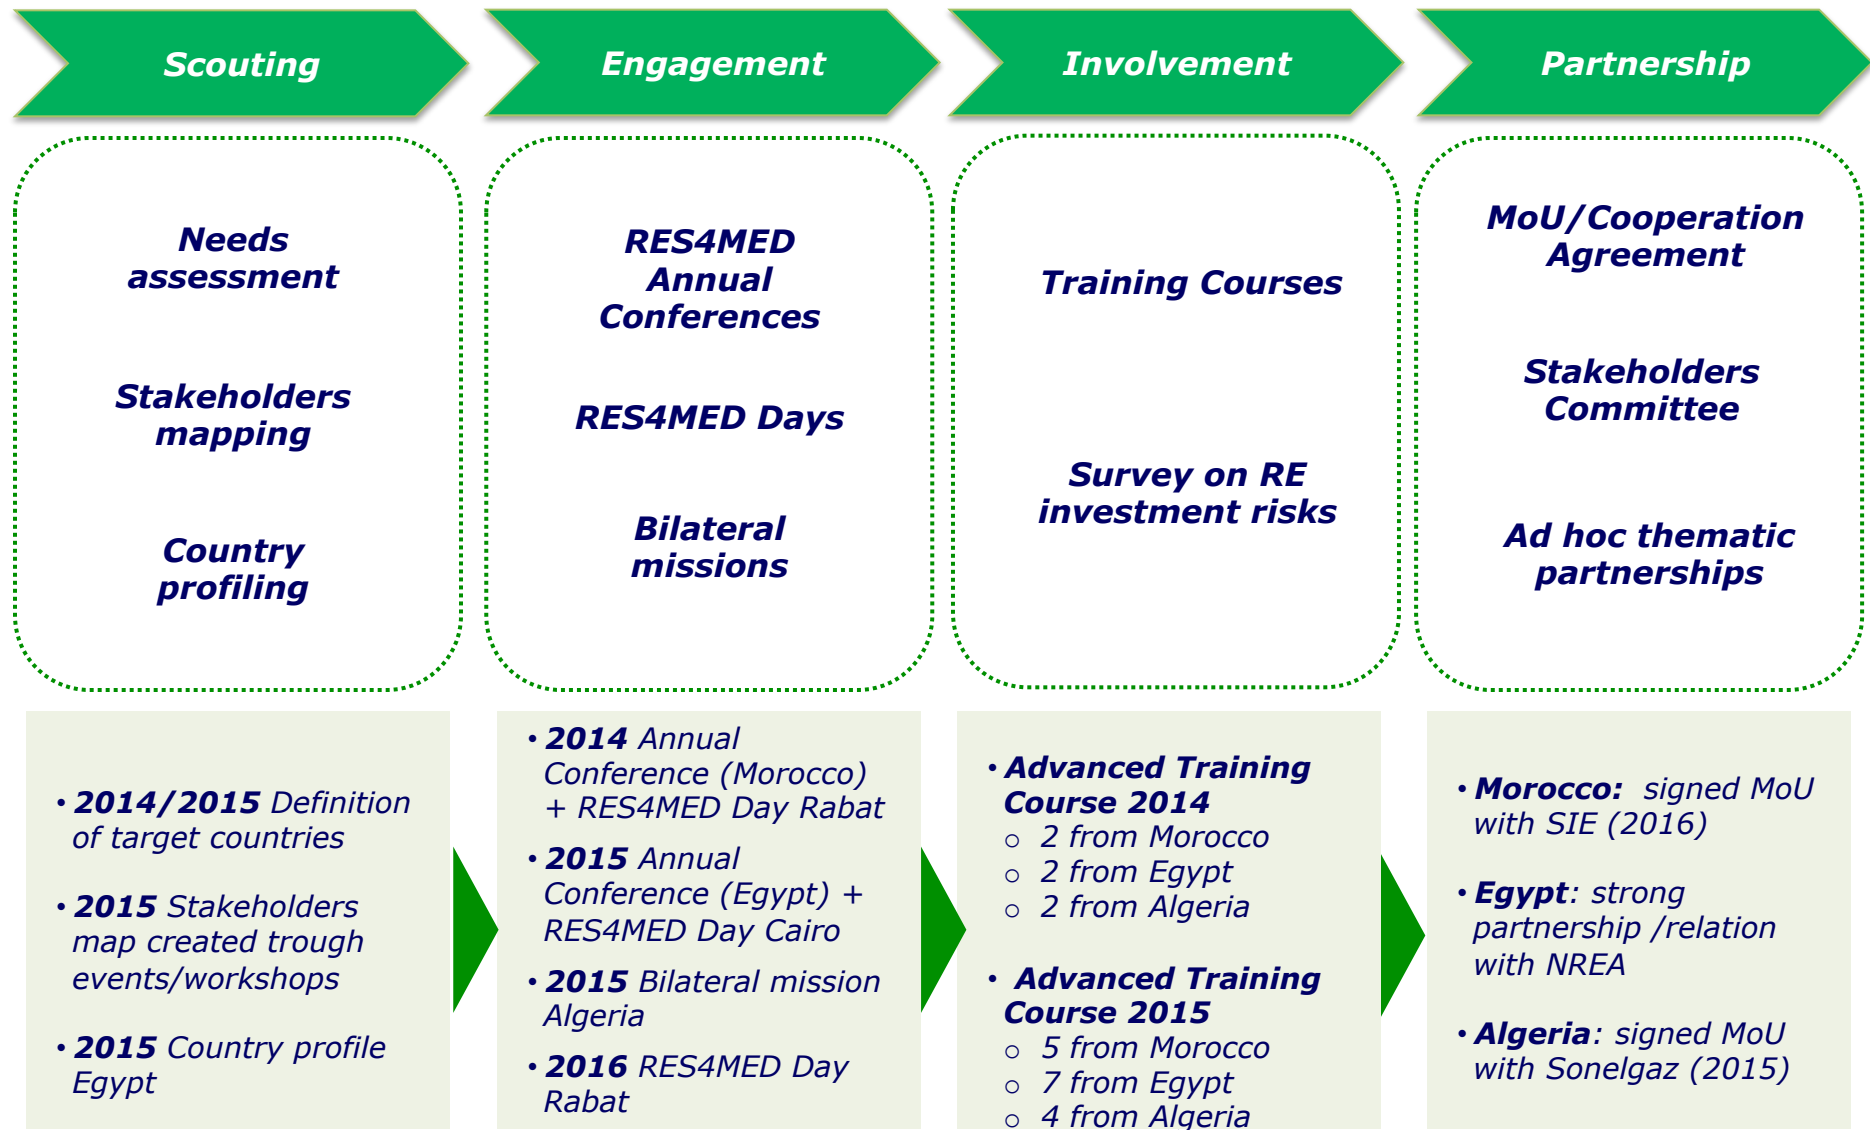 Scouting
Engagement
Involvement
Partnership
Needs
assessment
Stakeholders
mapping
Country
profiling
RES4MED
Annual
Conferences
RES4MED Days
Bilateral
missions
Training Courses
Survey on RE
investment risks
MoU/Cooperation
Agreement
Stakeholders
Committee
Ad hoc thematic
partnerships
• 2014/2015 Definition
of target countries
• 2015 Stakeholders
map created trough
events/workshops
• 2015 Country profile
Egypt
• 2014 Annual
Conference (Morocco)
+ RES4MED Day Rabat
• 2015 Annual
Conference (Egypt) +
RES4MED Day Cairo
• 2015 Bilateral mission
Algeria
• 2016 RES4MED Day
Rabat
• Advanced Training
Course 2014
o 2 from Morocco
o 2 from Egypt
o 2 from Algeria
• Advanced Training
Course 2015
o 5 from Morocco
o 7 from Egypt
o 4 from Algeria
• Morocco: signed MoU
with SIE (2016)
• Egypt: strong
partnership /relation
with NREA
• Algeria: signed MoU
with Sonelgaz (2015)